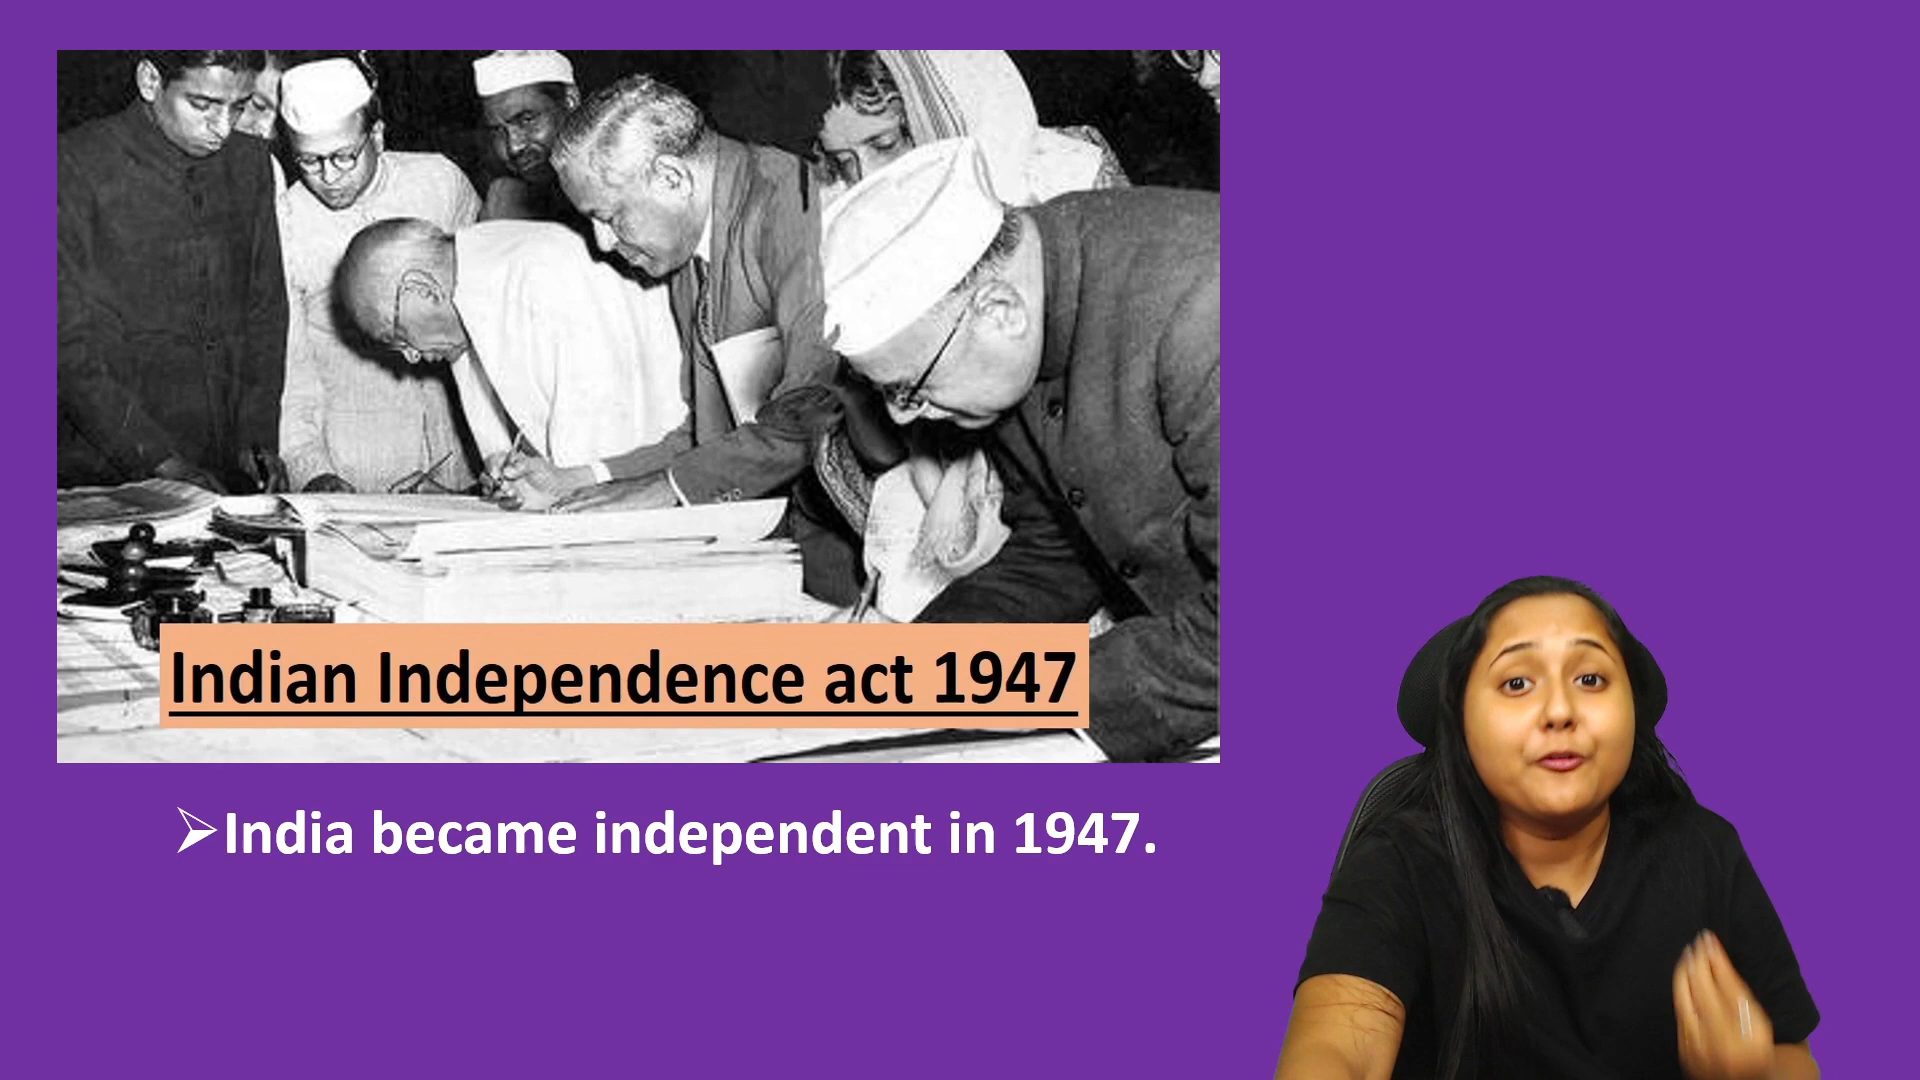 Indian Independence act 1947
➢India became independent in 1947.